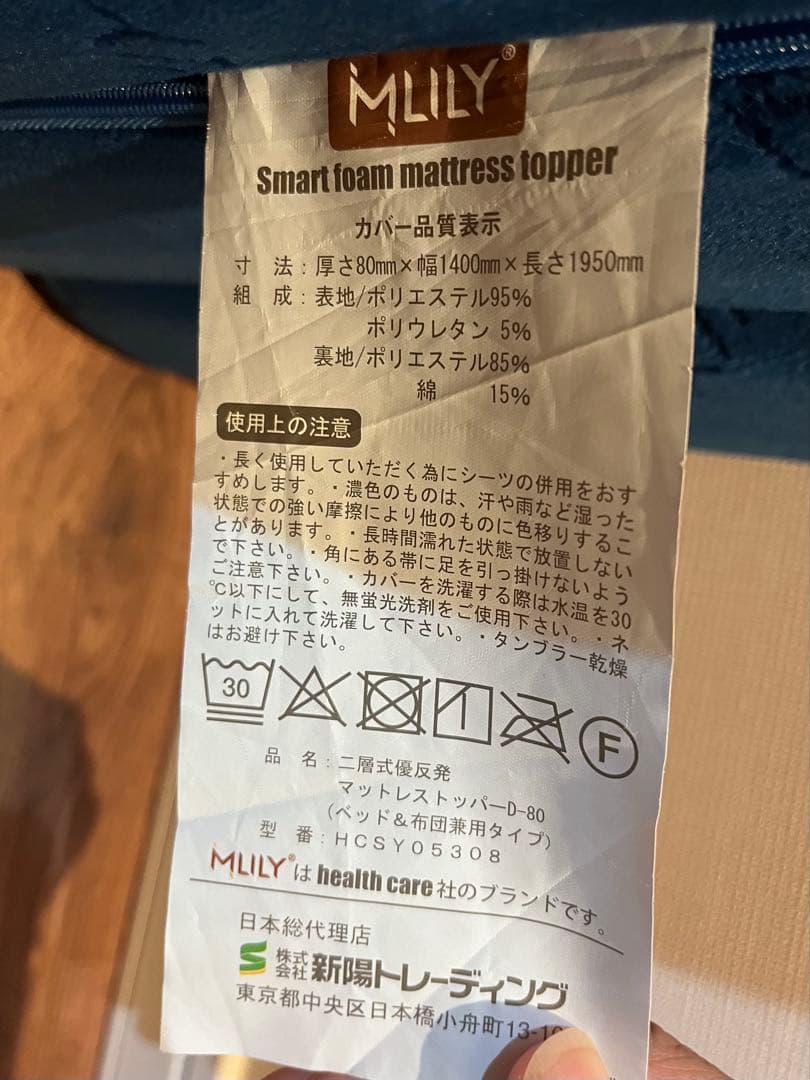 MLILY®
Smart foam mattress topper
カバー品質表示
寸 法：厚さ80mm×幅1400mm×長さ1950mm
組 成：表地/ポリエステル95%
ポリウレタン 5%
裏地/ポリエステル85%
綿 15%
使用上の注意
・長く使用していただく為にシーツの併用をおす
すめします。・濃色のものは、汗や雨など湿った
状態での強い摩擦により他のものに色移りするこ
とがあります。・長時間濡れた状態で放置しない
で下さい。・角にある帯に足を引っ掛けないよう
ご注意下さい。・カバーを洗濯する際は水温を30
℃以下にして、無蛍光洗剤をご使用下さい。・ネ
ットに入れて洗濯して下さい。・タンブラー乾燥
はお避け下さい。
30
F
品 名：二層式優反発
マットレストッパーD-80
（ベッド＆布団兼用タイプ）
型 番：HCSY05308
MLILY®は health care 社のブランドです。
日本総代理店
株式会社 新陽トレーディング
東京都中央区日本橋小舟町13-10